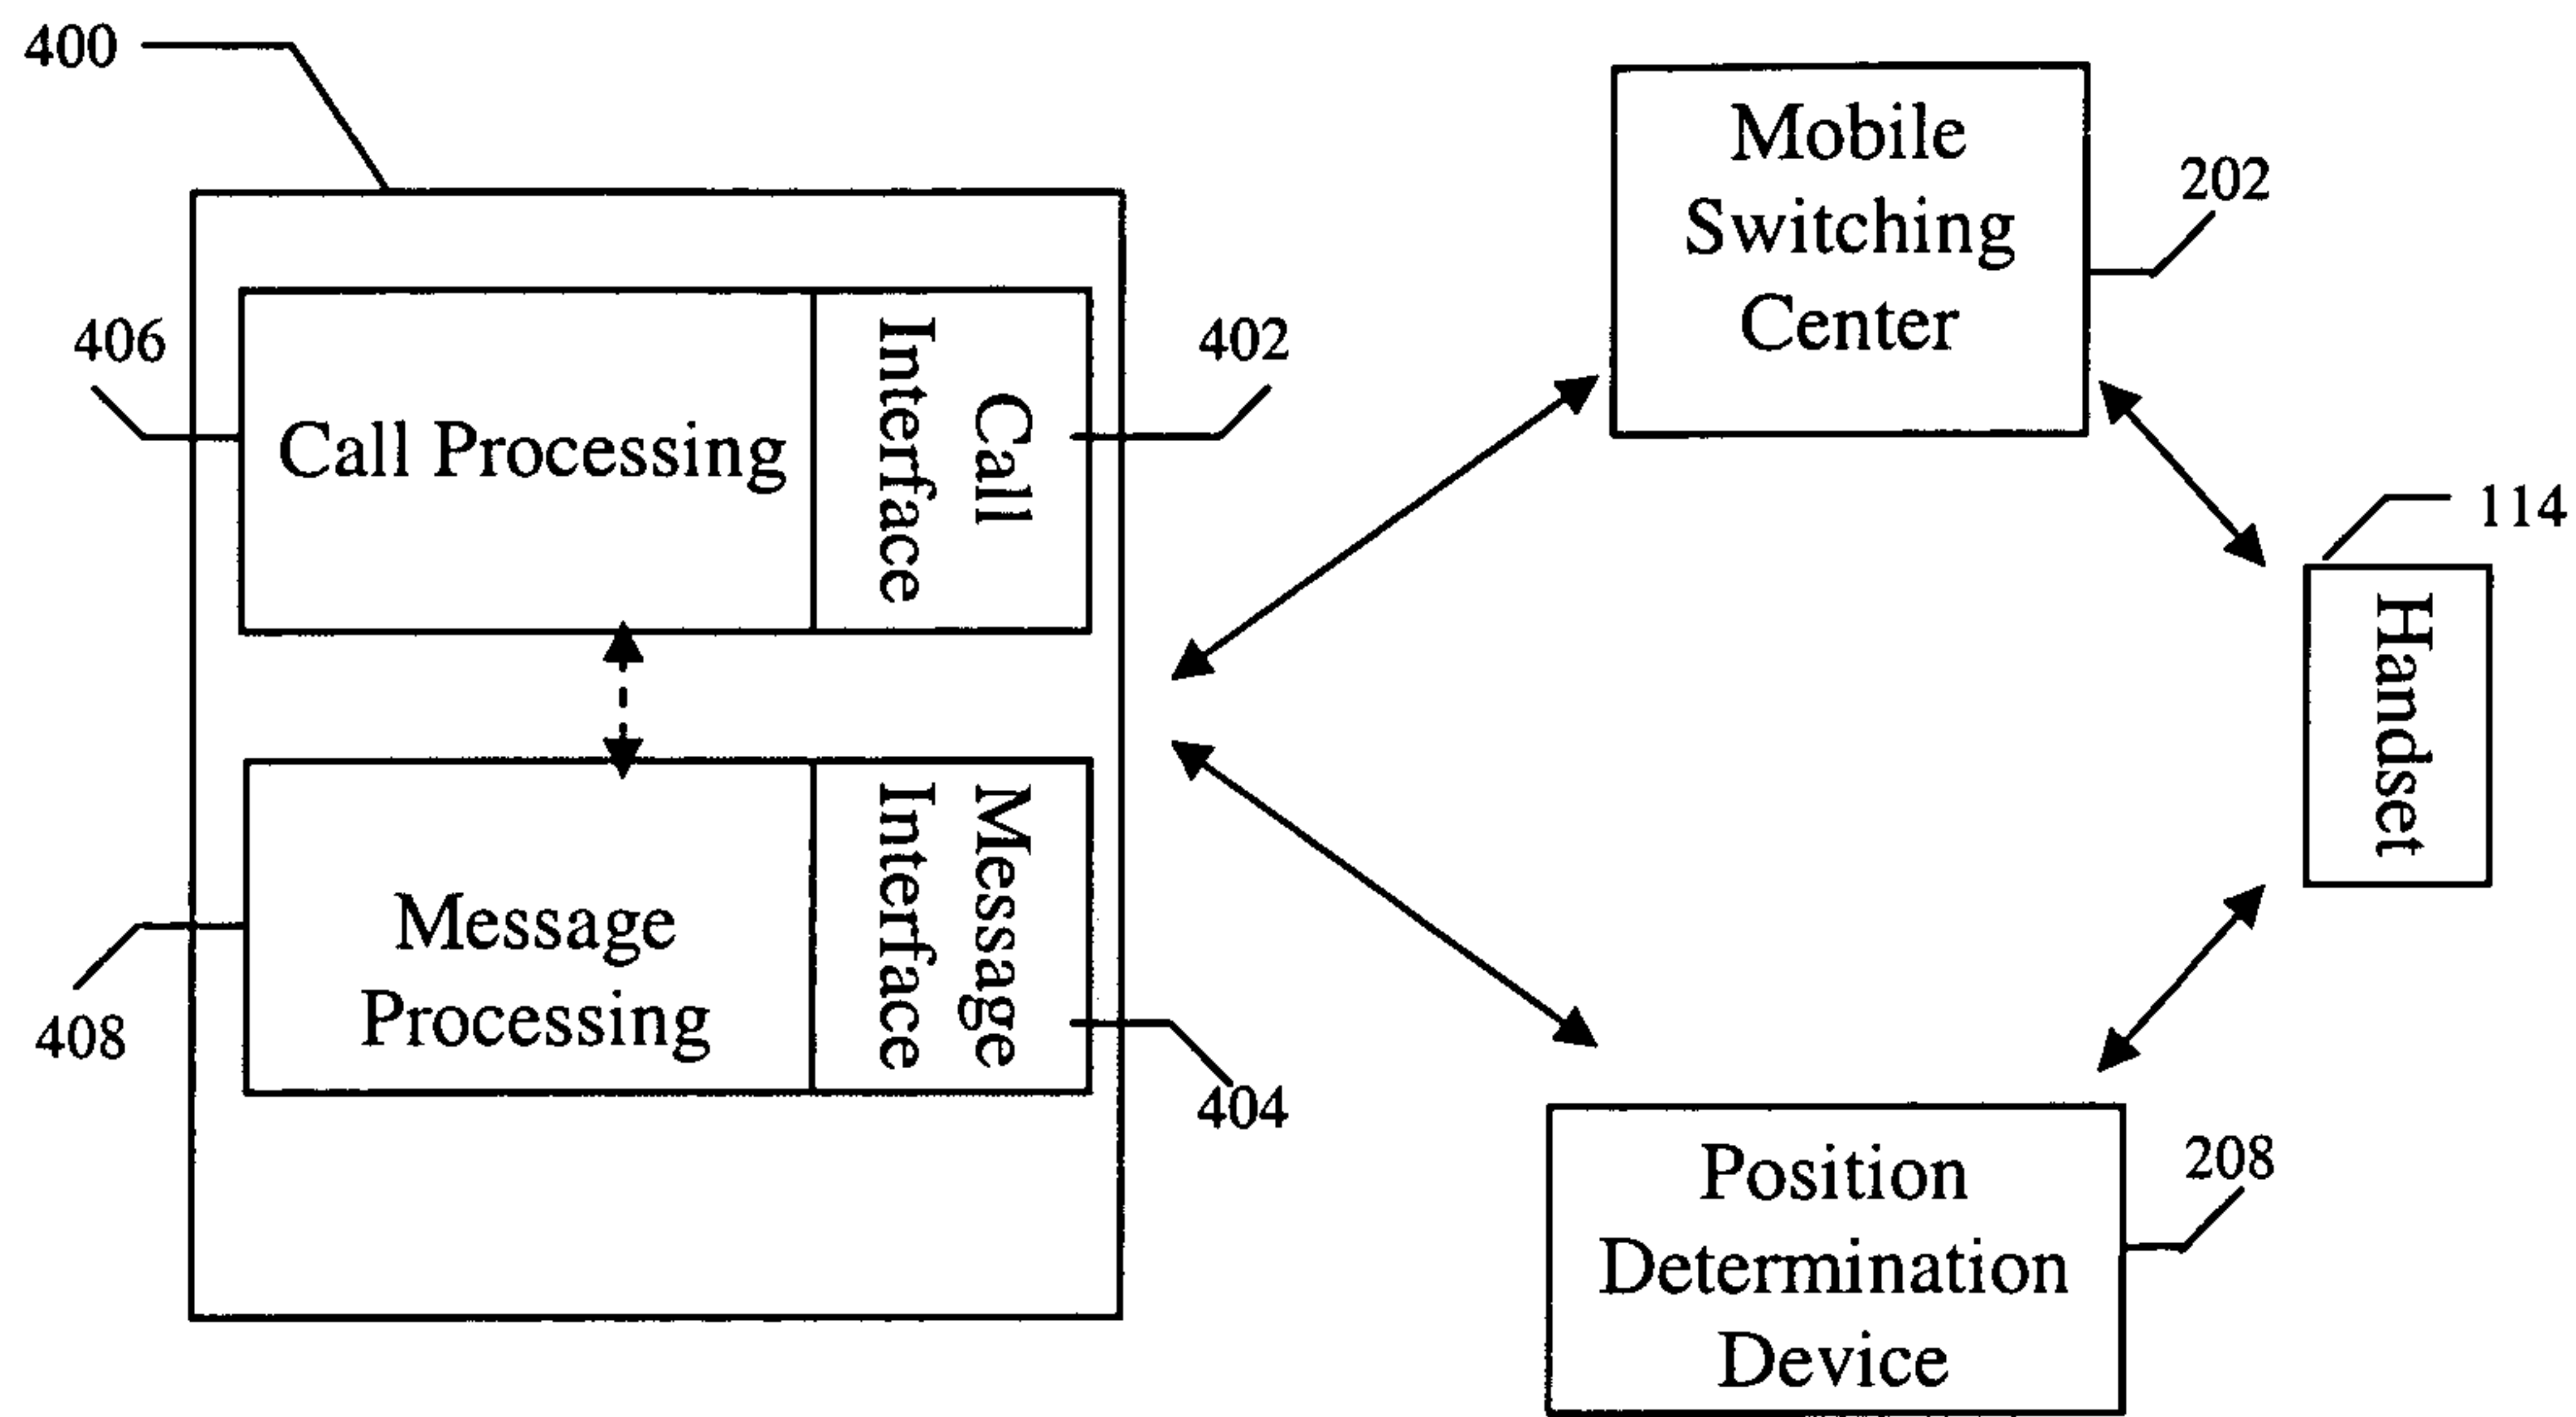 400
Mobile
Switching
Center
202
406
Call Processing
Call
Interface
402
114
Handset
Message
Processing
Message
Interface
408
404
Position
Determination
Device
208